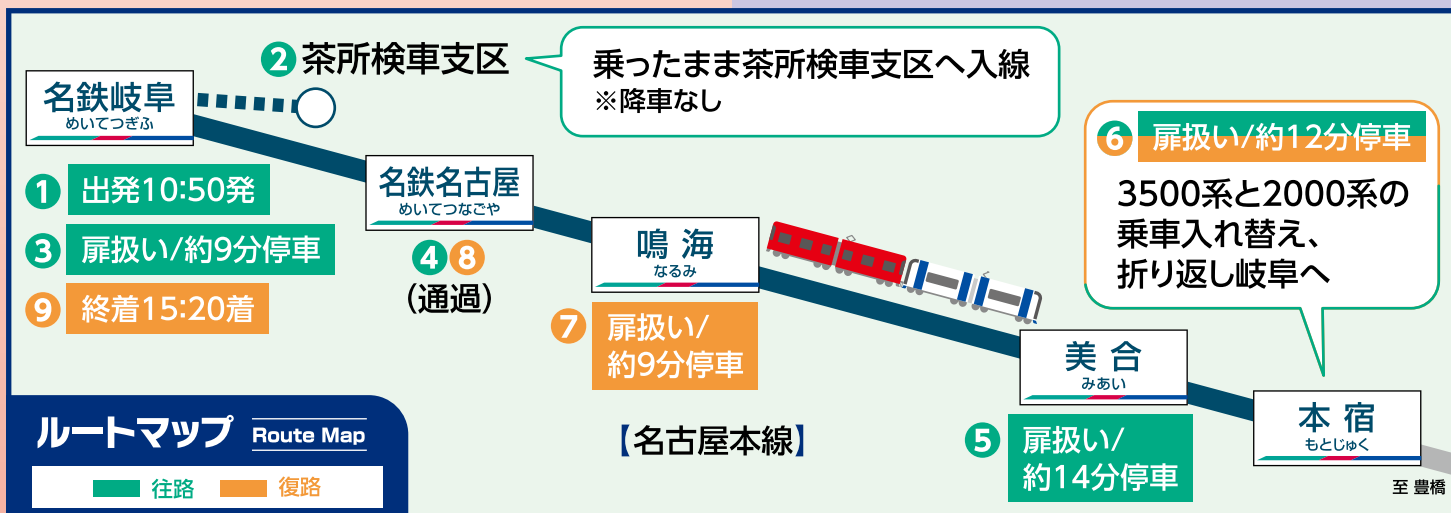 ② 茶所検車支区
乗ったまま茶所検車支区へ入線
※降車なし
名鉄岐阜
めいてつぎふ
① 出発10:50発
③ 扉扱い/約9分停車
⑨ 終着15:20着
名鉄名古屋
めいてつなごや
④⑧
(通過)
鳴海
なるみ
⑦ 扉扱い/
約9分停車
⑥ 扉扱い/約12分停車
3500系と2000系の
乗車入れ替え、
折り返し岐阜へ
美合
みあい
⑤ 扉扱い/
約14分停車
本宿
もとじゅく
至 豊橋
【名古屋本線】
ルートマップ Route Map
往路 復路